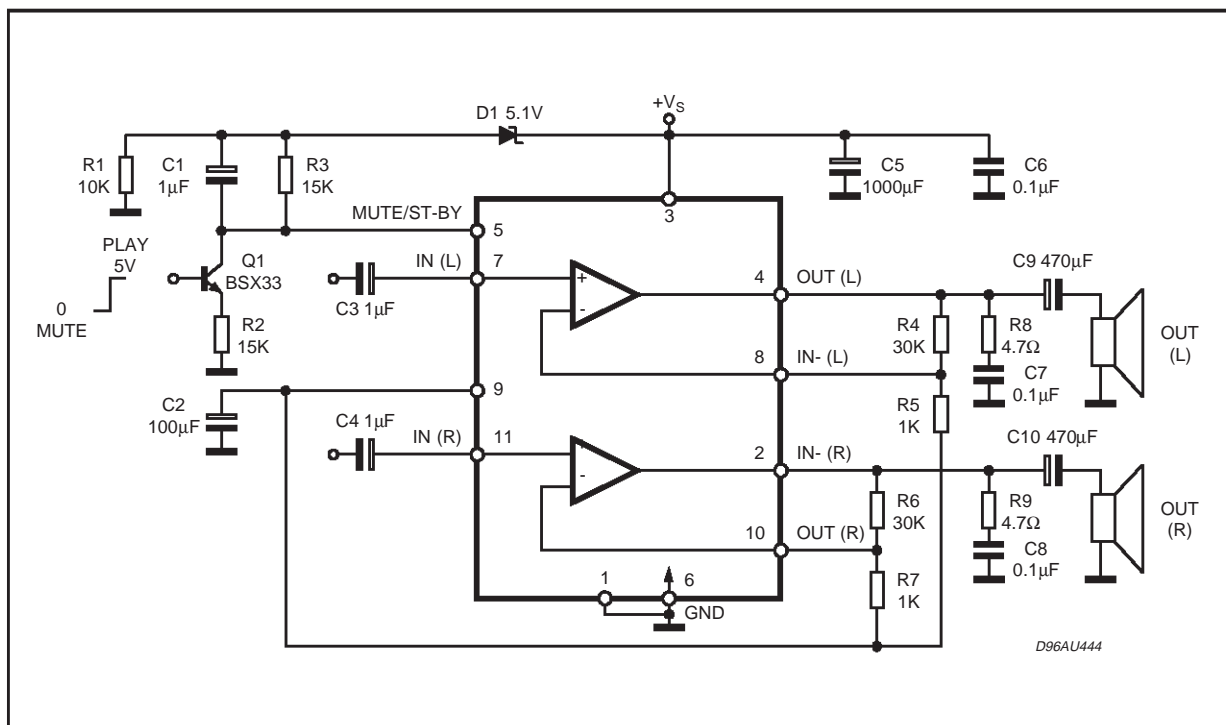 D1 5.1V
+VS
R1
10K
C1
1µF
R3
15K
C5
1000µF
C6
0.1µF
MUTE/ST-BY
3
5
PLAY
5V
0
MUTE
Q1
BSX33
IN (L)
7
C3 1µF
+
-
4
OUT (L)
C9 470µF
R2
15K
R4
30K
R8
4.7Ω
OUT
(L)
8
IN- (L)
C7
0.1µF
9
C2
100µF
R5
1K
C4 1µF
IN (R)
11
-
2
IN- (R)
C10 470µF
R6
30K
R9
4.7Ω
OUT
(R)
10
OUT (R)
C8
0.1µF
R7
1K
1
6
GND
D96AU444